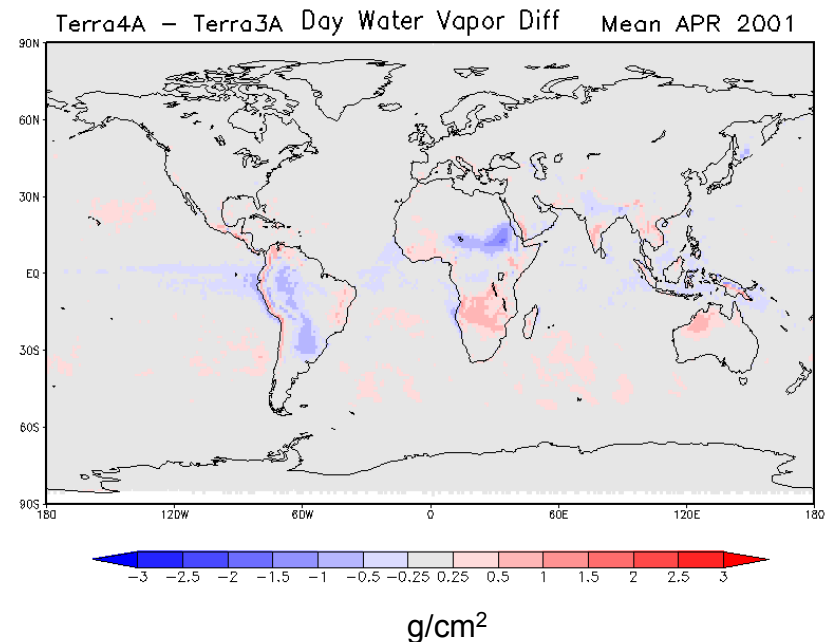 Terra4A − Terra3A Day Water Vapor Diff Mean APR 2001
90N
60N
30N
EQ
30S
60S
90S
180 120W 60W 0 60E 120E 180
−3 −2.5 −2 −1.5 −1 −0.5 −0.25 0.25 0.5 1 1.5 2 2.5 3
g/cm²